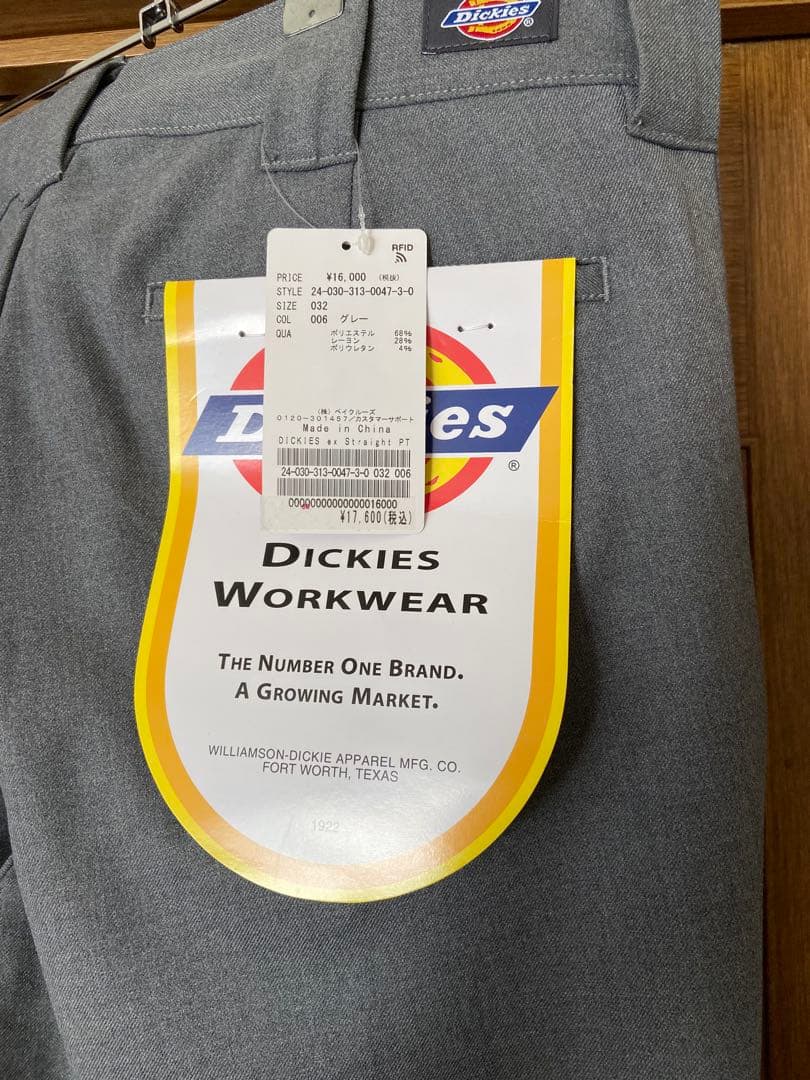 Dickies
®
RFID
PRICE ¥16,000 (税抜)
STYLE 24-030-313-0047-3-0
SIZE 032
COL 006 グレー
QUA ポリエステル 68%
レーヨン 28%
ポリウレタン 4%
(株) ベイクルーズ
0120-301457/カスタマーサポート
Made in China
DICKIES ex Straight PT
24-030-313-0047-3-0 032 006
0000000000000016000
¥17,600(税込)
D ies
®
DICKIES
WORKWEAR
THE NUMBER ONE BRAND.
A GROWING MARKET.
WILLIAMSON-DICKIE APPAREL MFG. CO.
FORT WORTH, TEXAS
1922